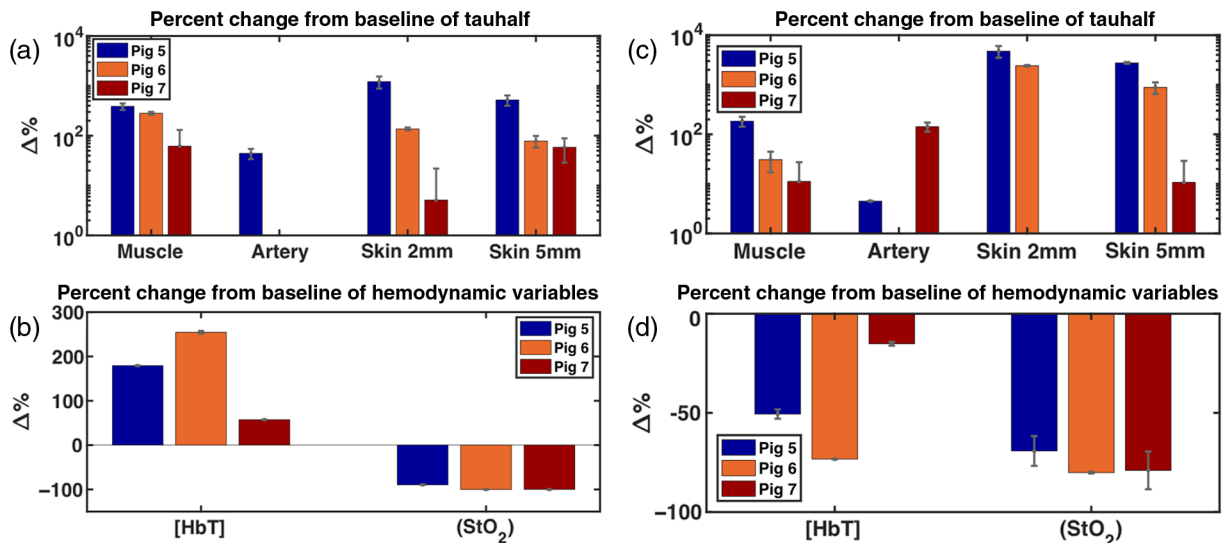 Percent change from baseline of tauhalf
(a)
10^4
10^2
10^0
Δ%
Pig 5
Pig 6
Pig 7
Muscle Artery Skin 2mm Skin 5mm
Percent change from baseline of tauhalf
(c)
10^4
10^2
10^0
Δ%
Pig 5
Pig 6
Pig 7
Muscle Artery Skin 2mm Skin 5mm
Percent change from baseline of hemodynamic variables
(b)
300
200
100
0
−100
Δ%
Pig 5
Pig 6
Pig 7
[HbT] (StO₂)
Percent change from baseline of hemodynamic variables
(d)
0
−50
−100
Δ%
Pig 5
Pig 6
Pig 7
[HbT] (StO₂)